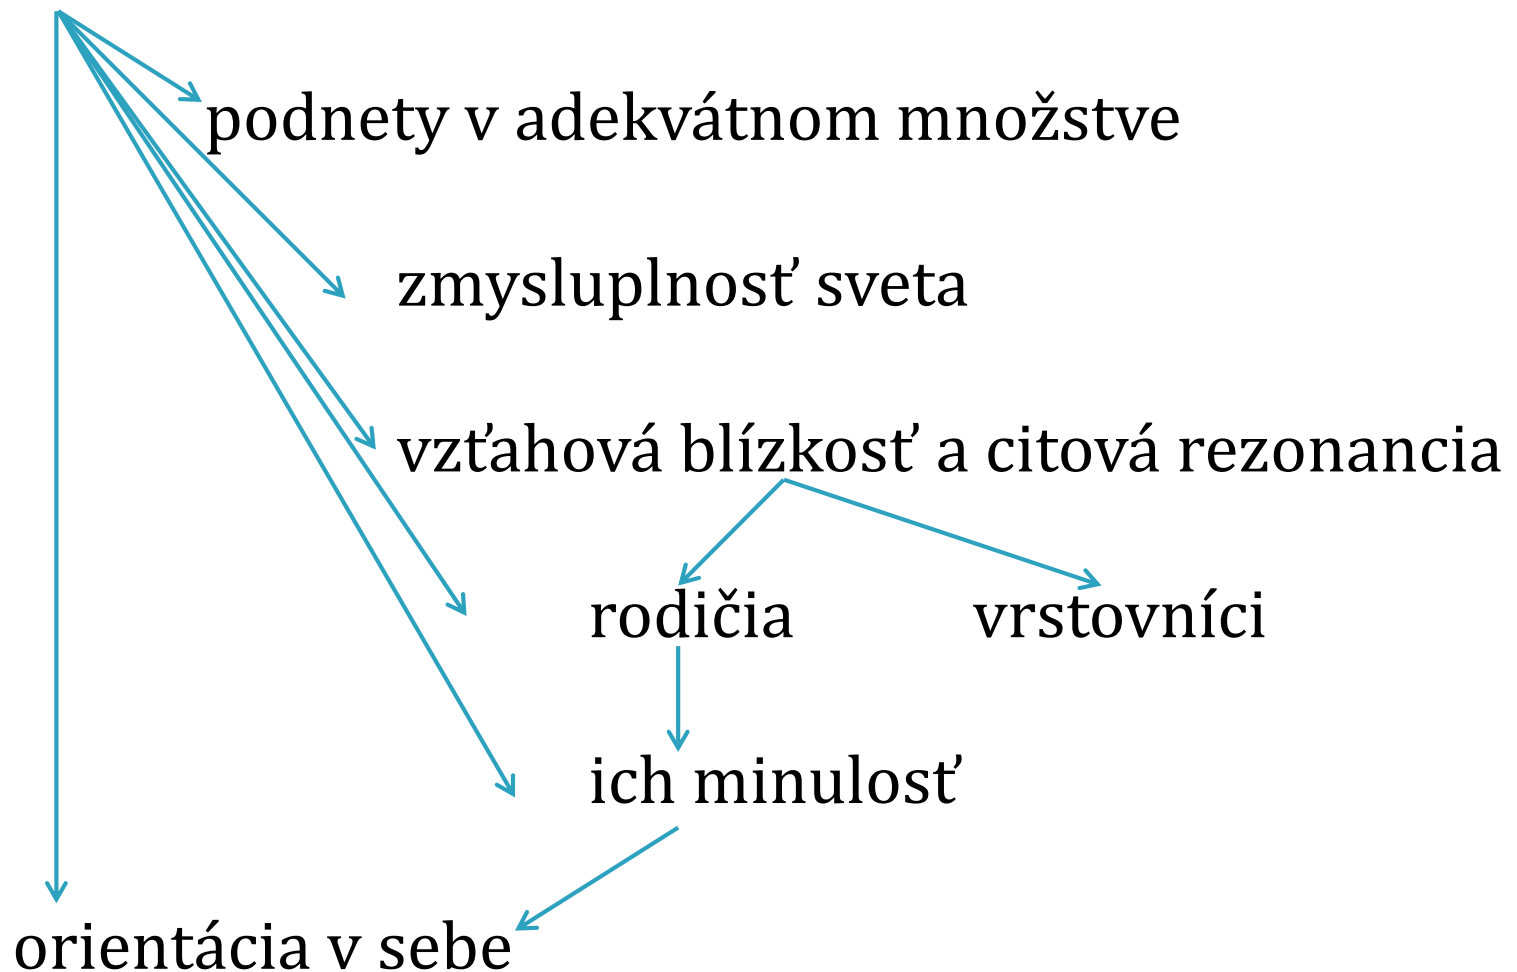 podnety v adekvátnom množstve
zmysluplnosť sveta
vzťahová blízkosť a citová rezonancia
rodičia vrstovníci
ich minulosť
orientácia v sebe